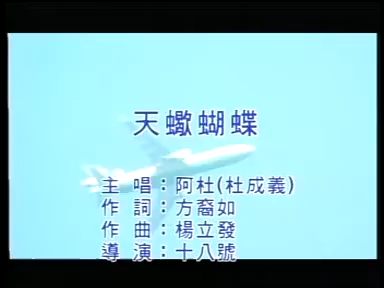 天蠍蝴蝶
主 唱：阿杜(杜成義)
作 詞：方裔如
作 曲：楊立發
導 演：十八號